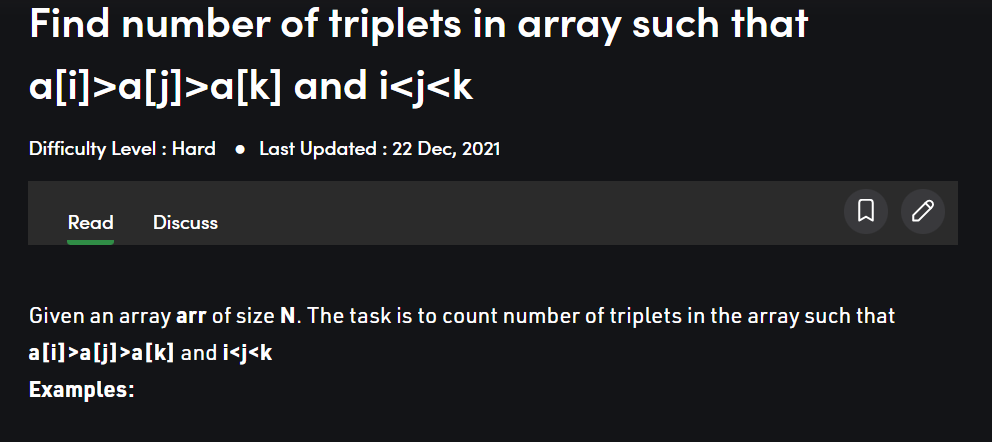 Find number of triplets in array such that
a[i]>a[j]>a[k] and i<j<k
Difficulty Level : Hard ● Last Updated : 22 Dec, 2021
Read Discuss
Given an array arr of size N. The task is to count number of triplets in the array such that
a[i]>a[j]>a[k] and i<j<k
Examples: